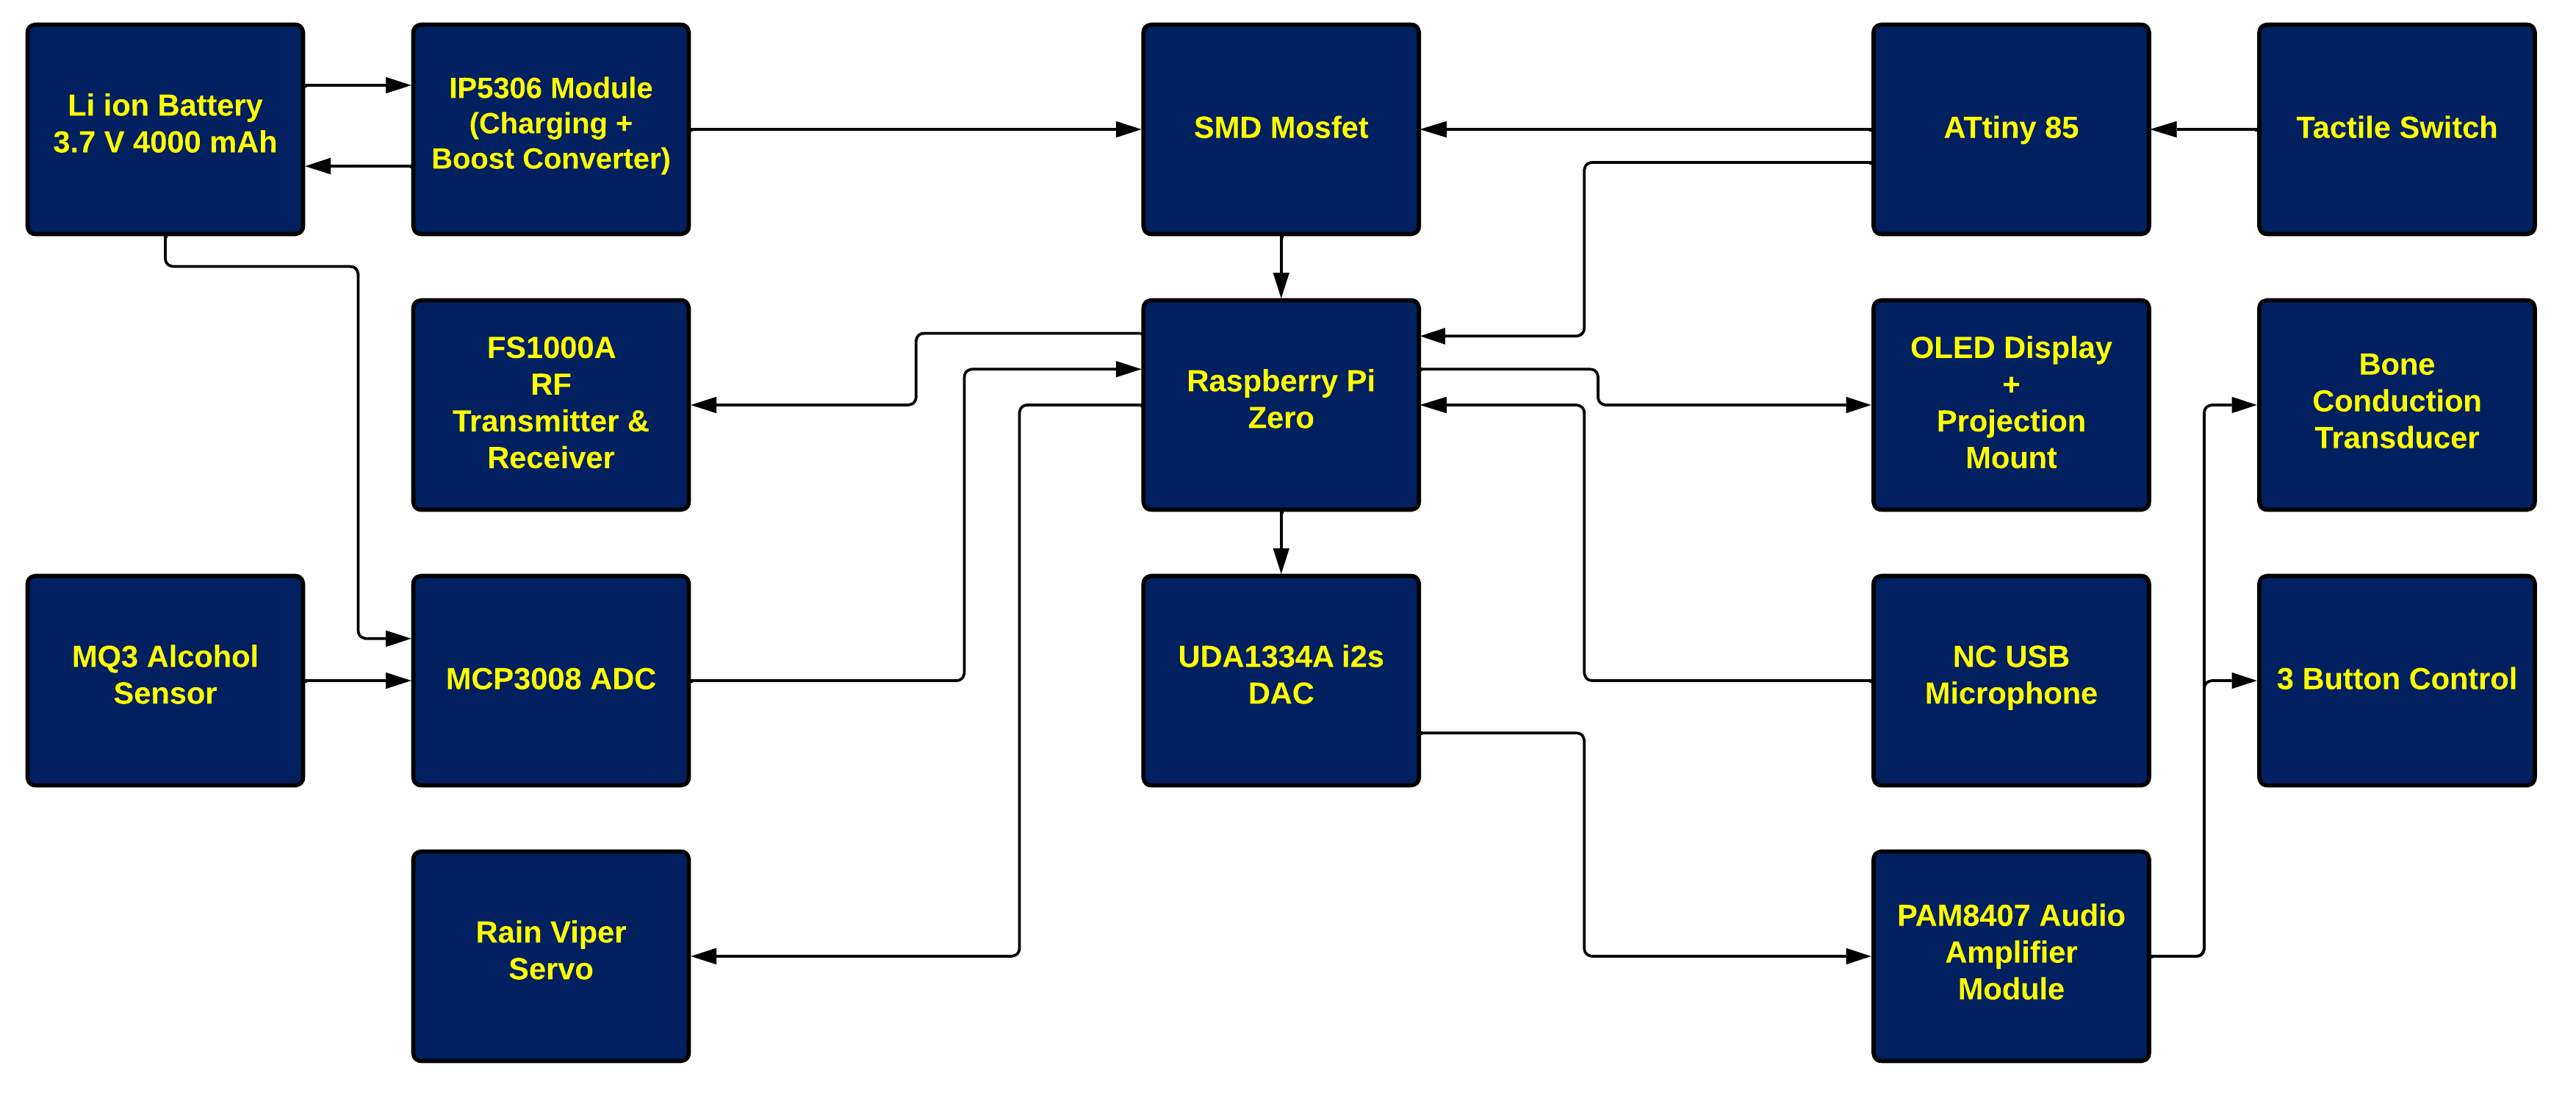 Li ion Battery
3.7 V 4000 mAh
IP5306 Module
(Charging +
Boost Converter)
SMD Mosfet
ATtiny 85
Tactile Switch
FS1000A
RF
Transmitter &
Receiver
Raspberry Pi
Zero
OLED Display
+
Projection
Mount
Bone
Conduction
Transducer
MQ3 Alcohol
Sensor
MCP3008 ADC
UDA1334A i2s
DAC
NC USB
Microphone
3 Button Control
Rain Viper
Servo
PAM8407 Audio
Amplifier
Module